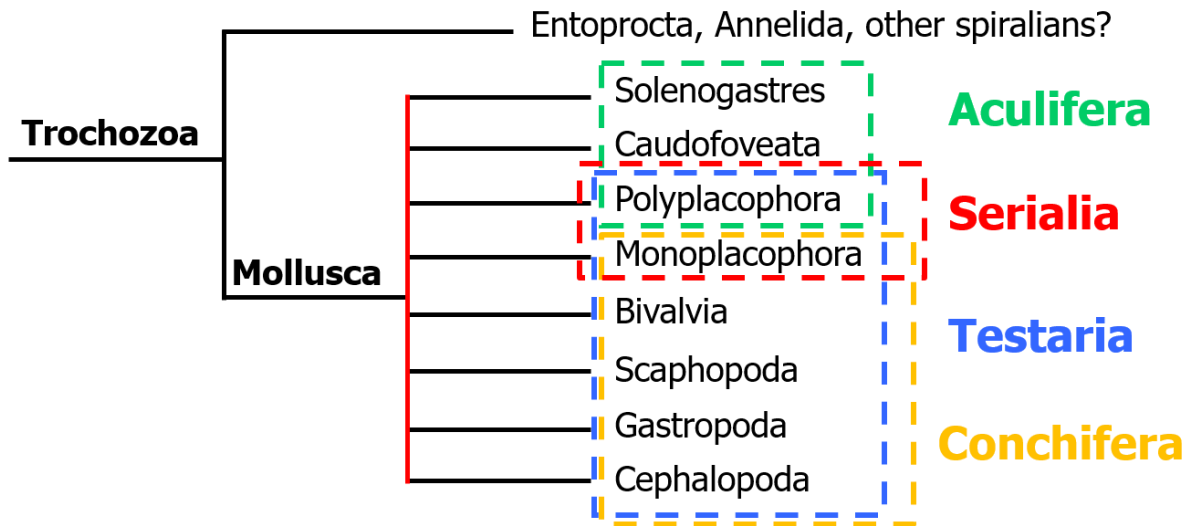 Entoprocta, Annelida, other spiralians?
Solenogastres
Aculifera
Trochozoa
Caudofoveata
Polyplacophora
Serialia
Monoplacophora
Mollusca
Bivalvia
Testaria
Scaphopoda
Gastropoda
Conchifera
Cephalopoda